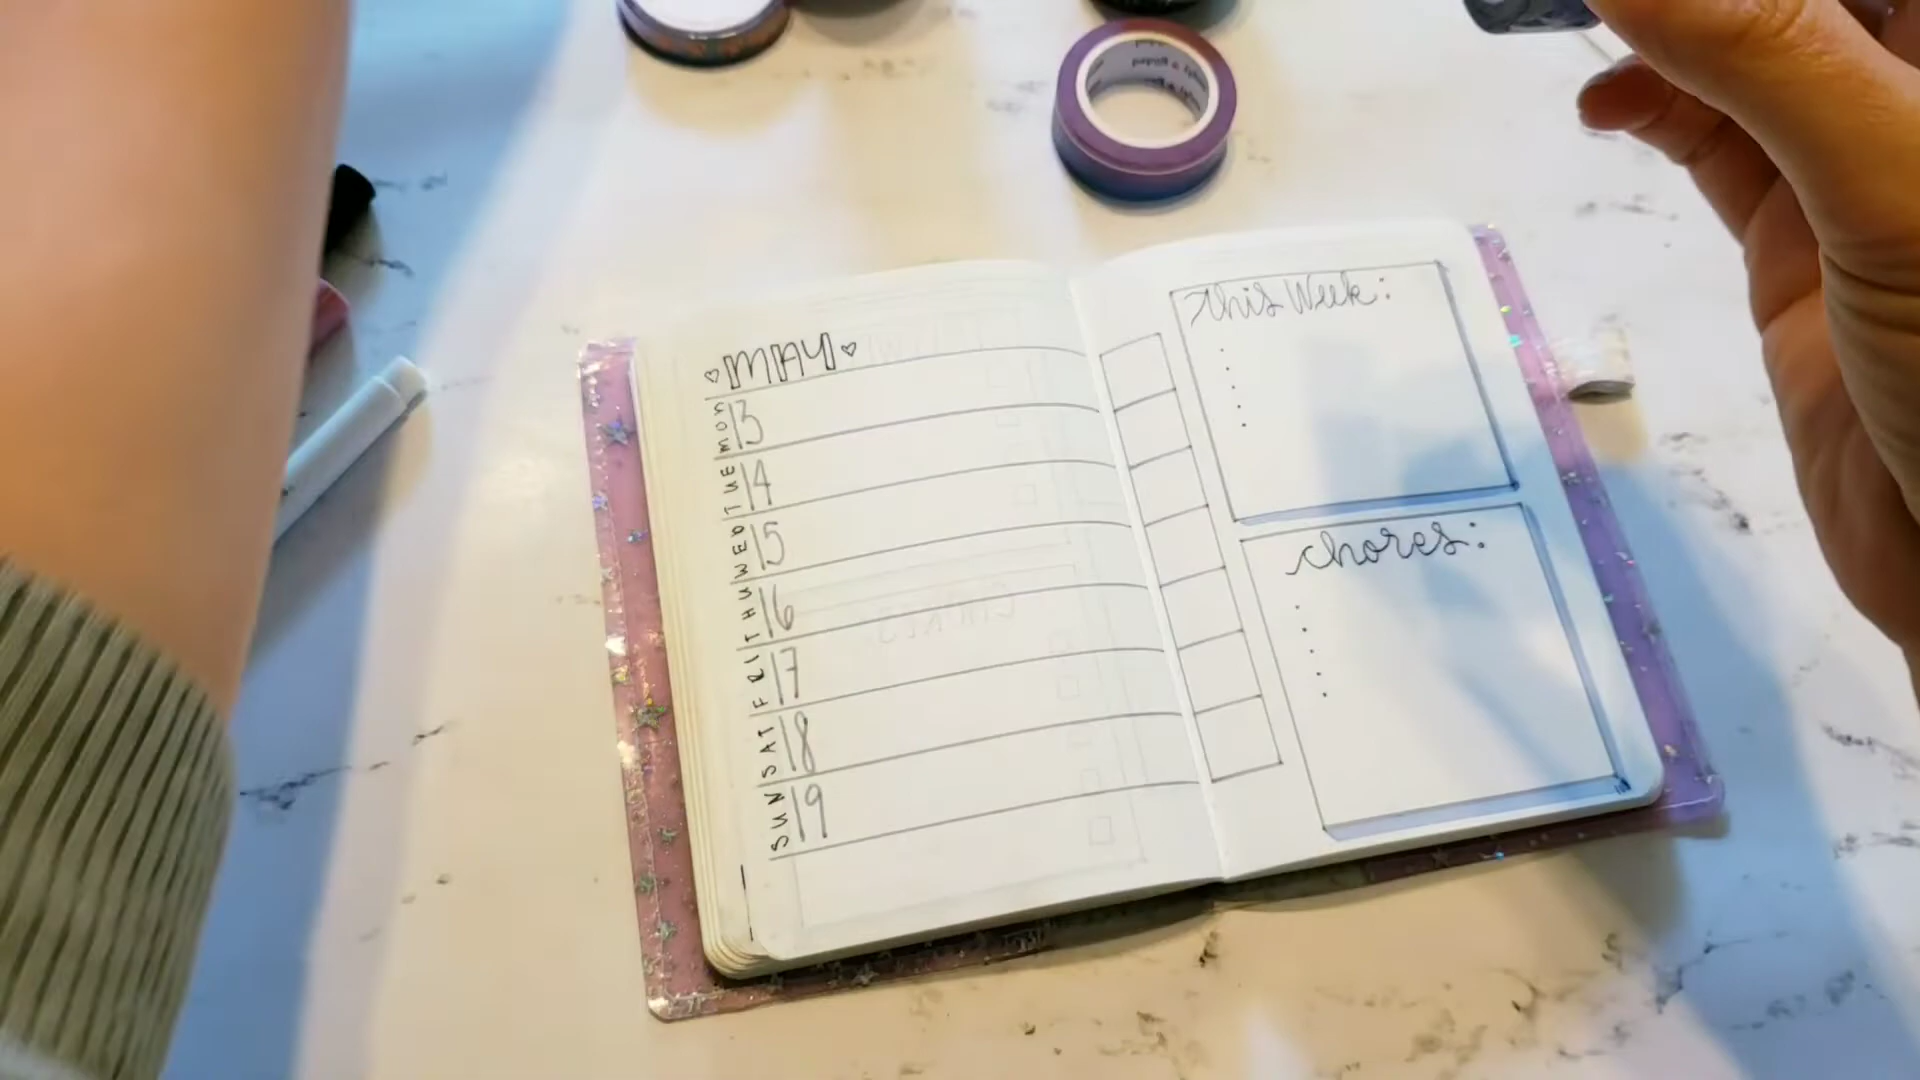 ♡ MAY ♡
MON 13
TUE 14
WED 15
THU 16
FRI 17
SAT 18
SUN 19
This Week:
chores: